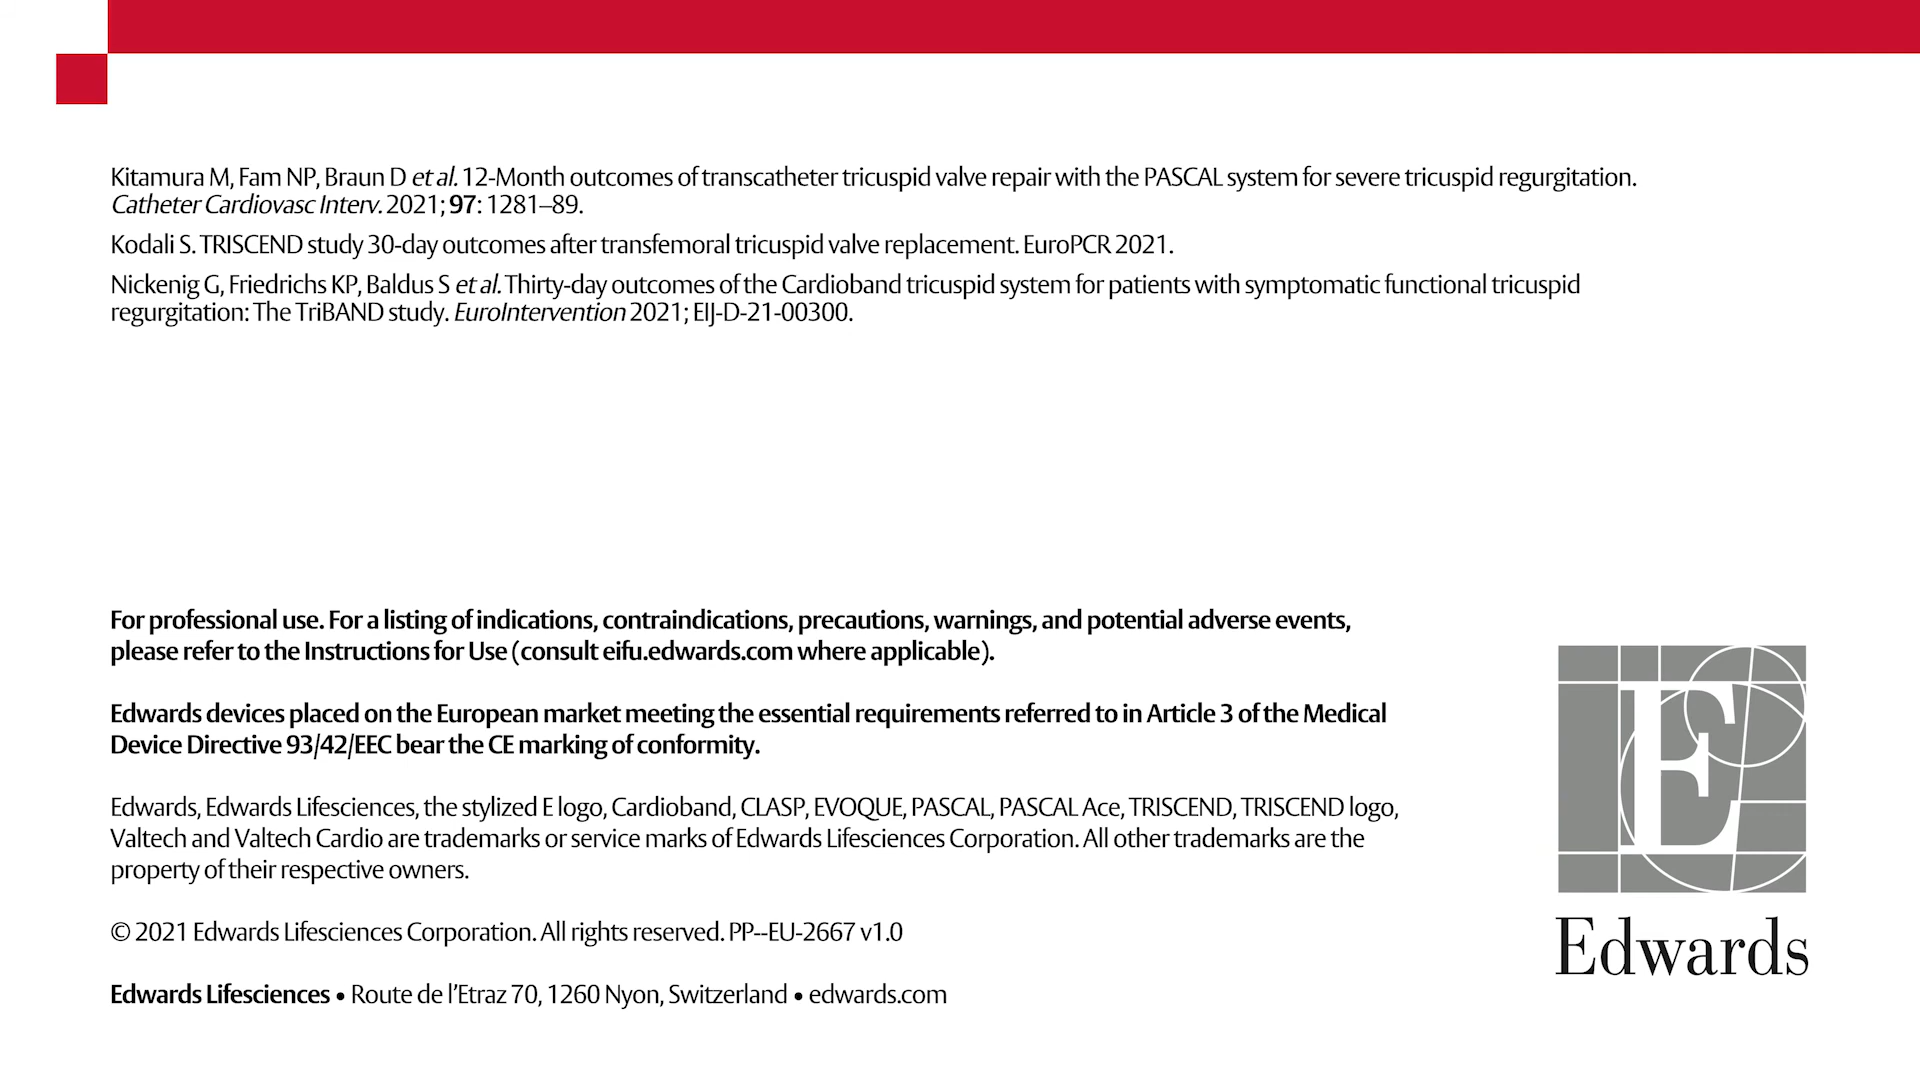 Kitamura M, Fam NP, Braun D et al. 12-Month outcomes of transcatheter tricuspid valve repair with the PASCAL system for severe tricuspid regurgitation.
Catheter Cardiovasc Interv. 2021; 97: 1281–89.
Kodali S. TRISCEND study 30-day outcomes after transfemoral tricuspid valve replacement. EuroPCR 2021.
Nickenig G, Friedrichs KP, Baldus S et al. Thirty-day outcomes of the Cardioband tricuspid system for patients with symptomatic functional tricuspid
regurgitation: The TriBAND study. EuroIntervention 2021; EIJ-D-21-00300.
For professional use. For a listing of indications, contraindications, precautions, warnings, and potential adverse events,
please refer to the Instructions for Use (consult eifu.edwards.com where applicable).
Edwards devices placed on the European market meeting the essential requirements referred to in Article 3 of the Medical
Device Directive 93/42/EEC bear the CE marking of conformity.
Edwards, Edwards Lifesciences, the stylized E logo, Cardioband, CLASP, EVOQUE, PASCAL, PASCAL Ace, TRISCEND, TRISCEND logo,
Valtech and Valtech Cardio are trademarks or service marks of Edwards Lifesciences Corporation. All other trademarks are the
property of their respective owners.
© 2021 Edwards Lifesciences Corporation. All rights reserved. PP--EU-2667 v1.0
Edwards Lifesciences • Route de l’Etraz 70, 1260 Nyon, Switzerland • edwards.com
E
Edwards